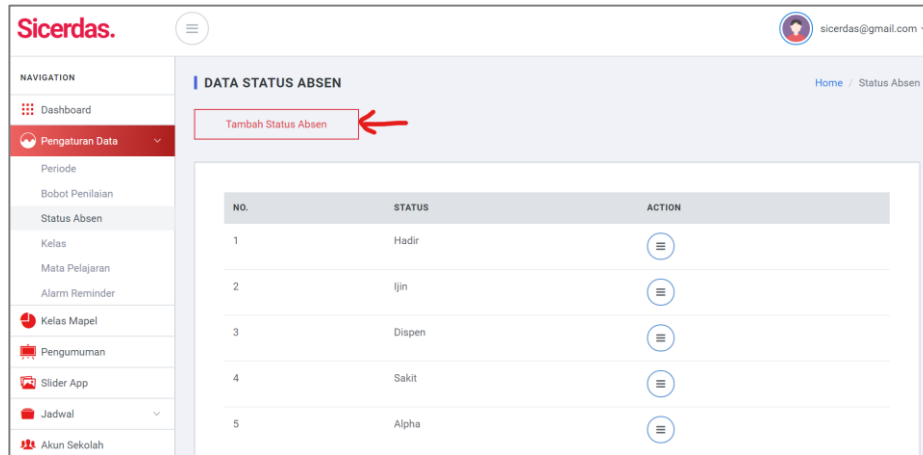 Sicerdas.
sicerdas@gmail.com
NAVIGATION
Dashboard
Pengaturan Data
Periode
Bobot Penilaian
Status Absen
Kelas
Mata Pelajaran
Alarm Reminder
Kelas Mapel
Pengumuman
Slider App
Jadwal
Akun Sekolah
DATA STATUS ABSEN
Home / Status Absen
Tambah Status Absen
NO. STATUS ACTION
1 Hadir
2 Ijin
3 Dispen
4 Sakit
5 Alpha